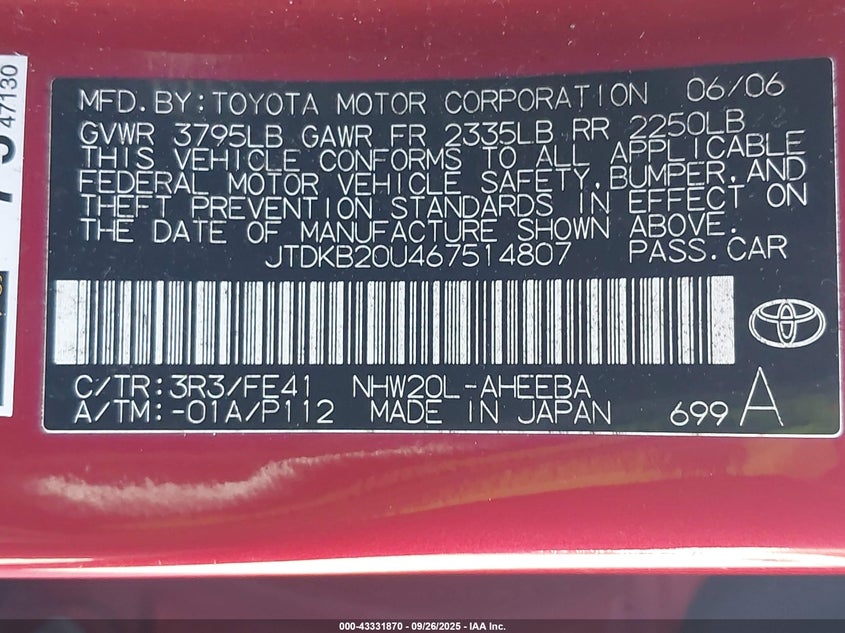 47130
MFD.BY:TOYOTA MOTOR CORPORATION 06/06
GVWR 3795LB GAWR FR 2335LB RR 2250LB
THIS VEHICLE CONFORMS TO ALL APPLICABLE
FEDERAL MOTOR VEHICLE SAFETY,BUMPER,AND
THEFT PREVENTION STANDARDS IN EFFECT ON
THE DATE OF MANUFACTURE SHOWN ABOVE.
JTDKB20U467514807 PASS.CAR
C/TR:3R3/FE41 NHW20L-AHEEBA
A/TM:-01A/P112 MADE IN JAPAN 699 A
000-43331870 - 09/26/2025 - IAA Inc.